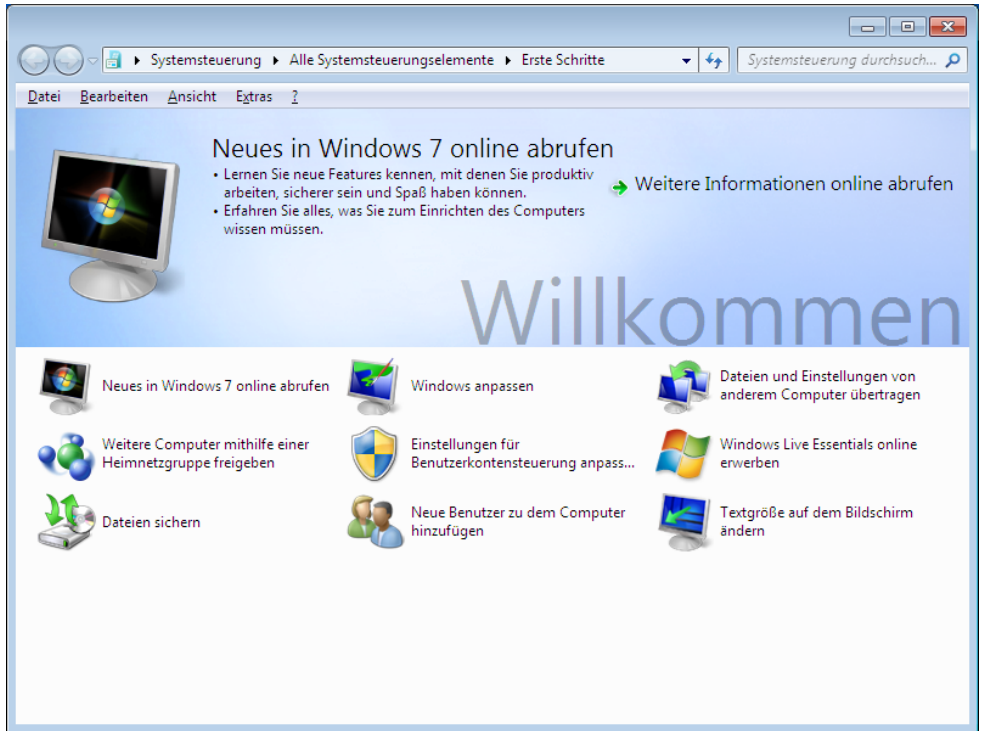 Systemsteuerung ▸ Alle Systemsteuerungselemente ▸ Erste Schritte
Systemsteuerung durchsuch...
Datei Bearbeiten Ansicht Extras ?
Neues in Windows 7 online abrufen
• Lernen Sie neue Features kennen, mit denen Sie produktiv
arbeiten, sicherer sein und Spaß haben können.
• Erfahren Sie alles, was Sie zum Einrichten des Computers
wissen müssen.
Weitere Informationen online abrufen
Willkommen
Neues in Windows 7 online abrufen
Windows anpassen
Dateien und Einstellungen von
anderem Computer übertragen
Weitere Computer mithilfe einer
Heimnetzgruppe freigeben
Einstellungen für
Benutzerkontensteuerung anpass...
Windows Live Essentials online
erwerben
Dateien sichern
Neue Benutzer zu dem Computer
hinzufügen
Textgröße auf dem Bildschirm
ändern